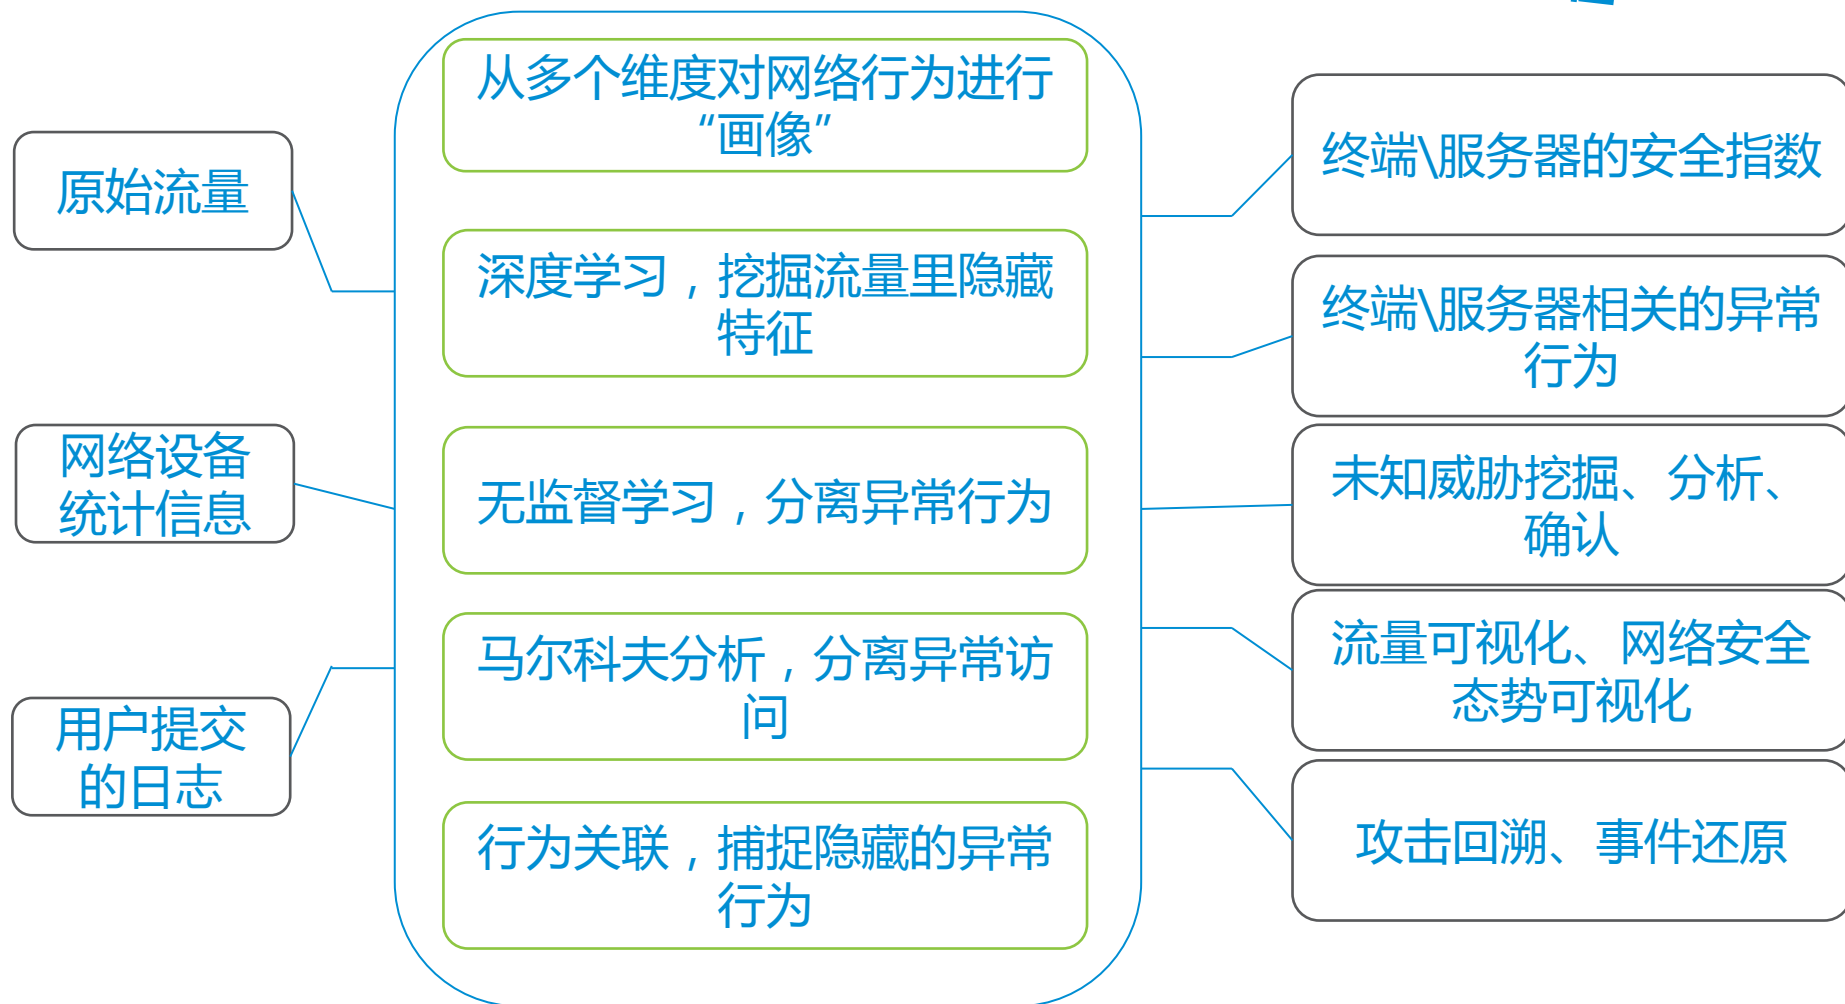 原始流量
网络设备
统计信息
用户提交
的日志
从多个维度对网络行为进行
“画像”
深度学习，挖掘流量里隐藏
特征
无监督学习，分离异常行为
马尔科夫分析，分离异常访
问
行为关联，捕捉隐藏的异常
行为
终端\服务器的安全指数
终端\服务器相关的异常
行为
未知威胁挖掘、分析、
确认
流量可视化、网络安全
态势可视化
攻击回溯、事件还原